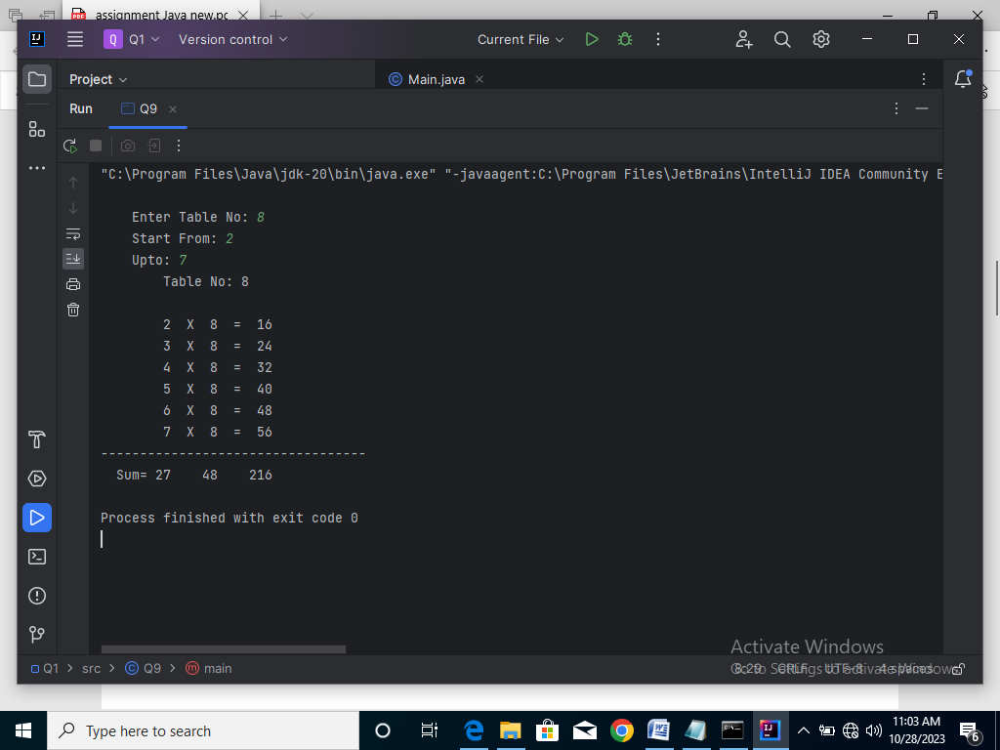 assignment Java new.pc
Q Q1 Version control Current File
Project Main.java
Run Q9
"C:\Program Files\Java\jdk-20\bin\java.exe" "-javaagent:C:\Program Files\JetBrains\IntelliJ IDEA Community E
Enter Table No: 8
Start From: 2
Upto: 7
Table No: 8
2 X 8 = 16
3 X 8 = 24
4 X 8 = 32
5 X 8 = 40
6 X 8 = 48
7 X 8 = 56
----------------------------------
Sum= 27 48 216
Process finished with exit code 0
Activate Windows
Go to Settings to activate Windows.
Q1 > src > Q9 > main 8:29 CRLF UTF-8 4 spaces
Type here to search
11:03 AM
10/28/2023
6